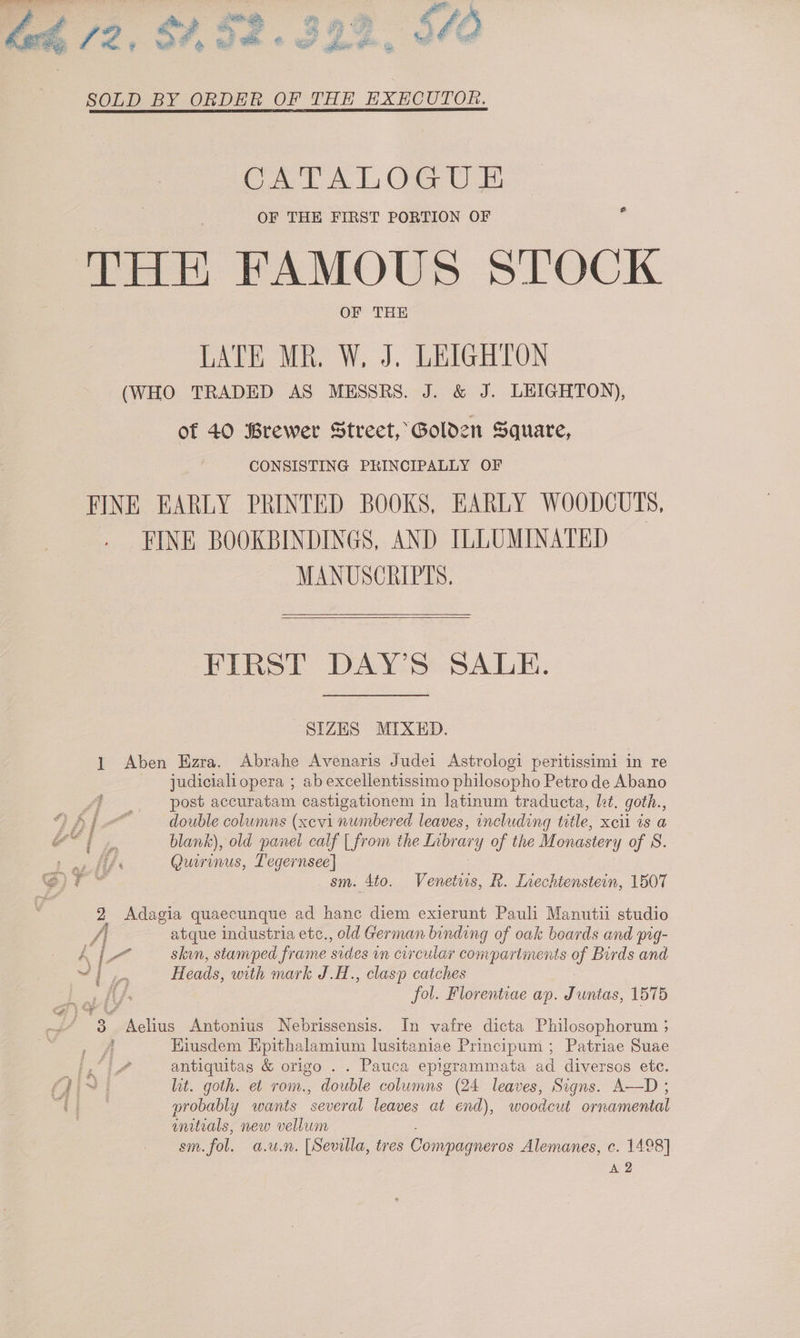 SOLD BY ORDER OF THE EXECUTOR.
CATALOGUE
OF THE FIRST PORTION OF
THE FAMOUS STOCK
OF THE
LATE MR. W. J. LEIGHTON
(WHO TRADED AS MESSRS. J. & J. LEIGHTON),
of 40 Brewer Street, Golden Square,
CONSISTING PRINCIPALLY OF
FINE EARLY PRINTED BOOKS, EARLY WOODCUTS,
FINE BOOKBINDINGS, AND ILLUMINATED
MANUSCRIPTS.
FIRST DAY'S SALE.
SIZES MIXED.
1 Aben Ezra. Abrahe Avenaris Judei Astrologi peritissimi in re
judiciali opera ; ab excellentissimo philosopho Petro de Abano
post accuratam castigationem in latinum traducta, lit. goth.,
double columns (xcvi numbered leaves, including title, xcii is a
blank), old panel calf [from the Library of the Monastery of S.
Quirinus, Tegernsee]
sm. 4to. Venetiis, R. Liechtenstein, 1507
2 Adagia quaecunque ad hanc diem exierunt Pauli Manutii studio
atque industria etc., old German binding of oak boards and pig-
skin, stamped frame sides in circular compartments of Birds and
Heads, with mark J.H., clasp catches
fol. Florentiae ap. Juntas, 1575
3 Aelius Antonius Nebrissensis. In vafre dicta Philosophorum ;
Eiusdem Epithalamium lusitaniae Principum ; Patriae Suae
antiquitas & origo . . Pauca epigrammata ad diversos etc.
lit. goth. et rom., double columns (24 leaves, Signs. A—D ;
probably wants several leaves at end), woodcut ornamental
initials, new vellum
sm. fol. a.u.n. [Sevilla, tres Compagneros Alemanes, c. 1498]
A 2